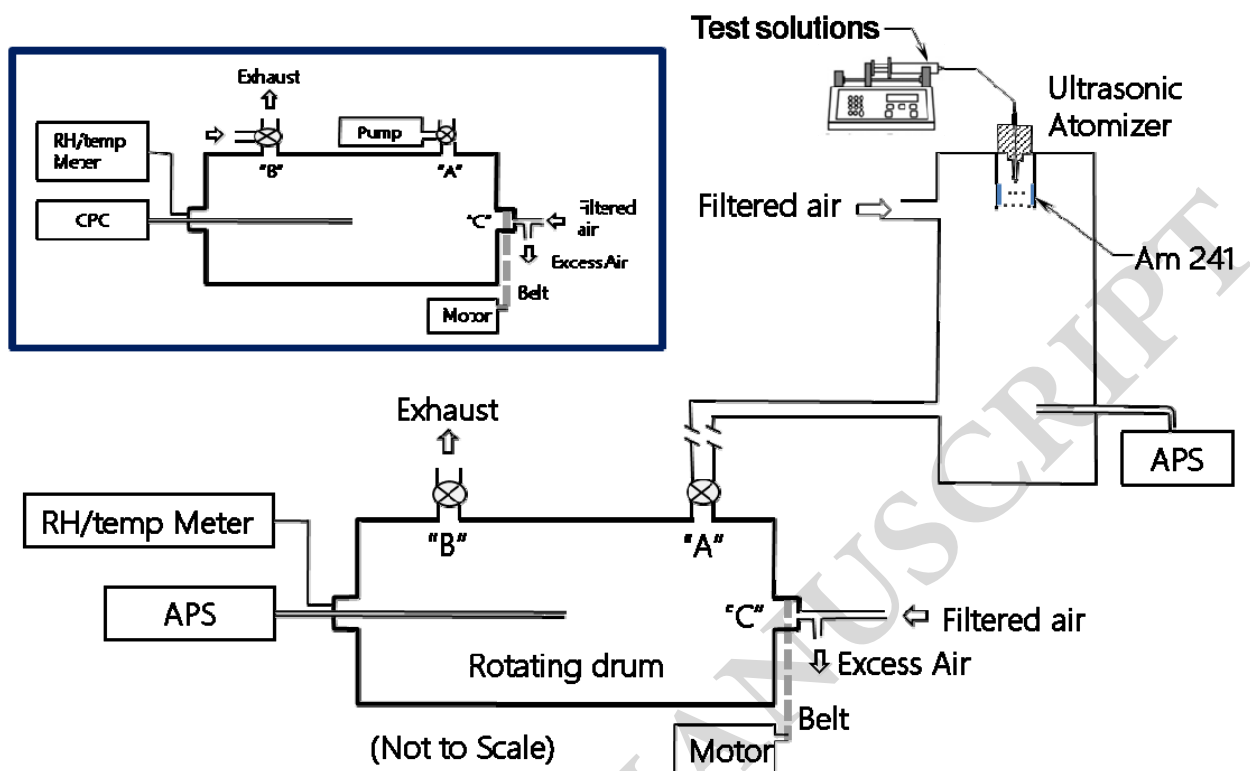 Test solutions
Ultrasonic
Atomizer
Filtered air
Am 241
APS
Exhaust
Pump
RH/temp
Meter
"B"
"A"
CPC
"C"
Filtered
air
Excess Air
Belt
Motor
Exhaust
RH/temp Meter
"B"
"A"
APS
"C"
Filtered air
Rotating drum
Excess Air
Belt
(Not to Scale)
Motor
MANUSCRIPT